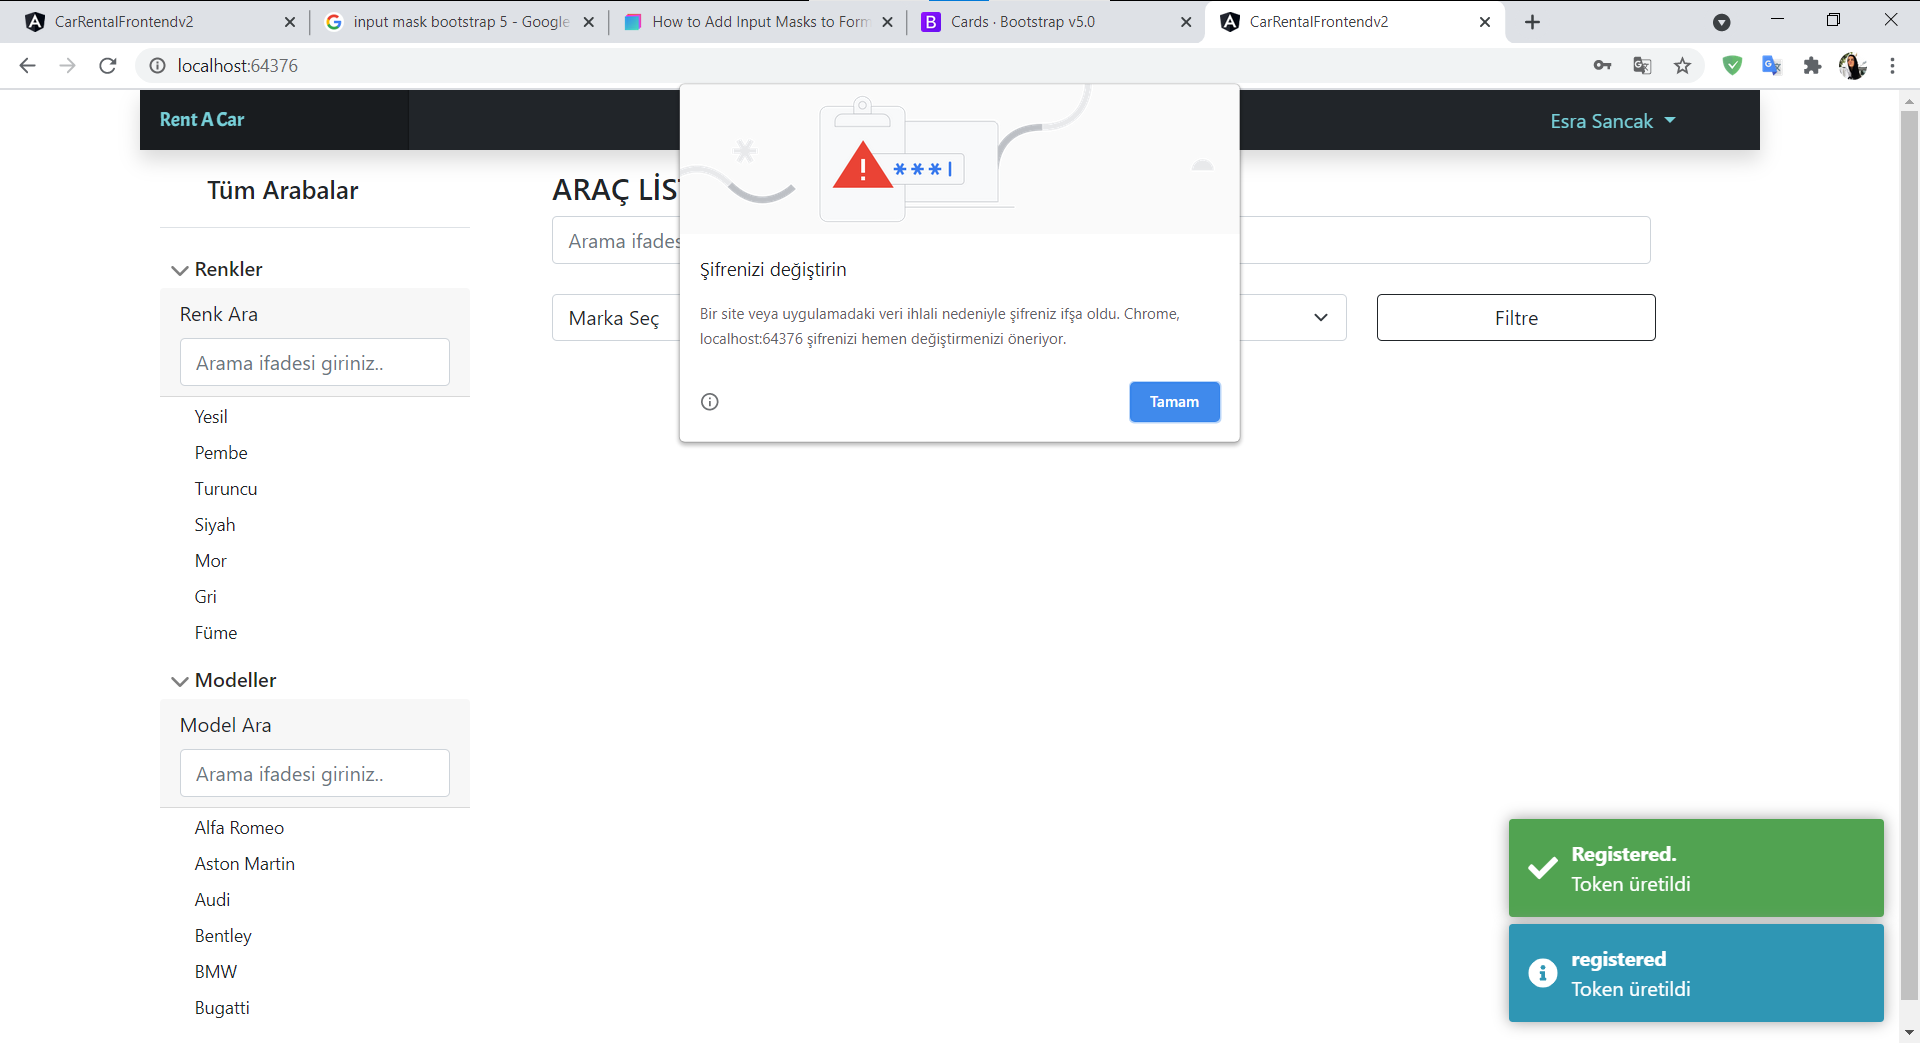 CarRentalFrontendv2
input mask bootstrap 5 - Google
How to Add Input Masks to Form
Cards · Bootstrap v5.0
CarRentalFrontendv2
localhost:64376
Rent A Car
Esra Sancak
Tüm Arabalar
ARAÇ LİS
Arama ifades
Marka Seç
Filtre
Şifrenizi değiştirin
Bir site veya uygulamadaki veri ihlali nedeniyle şifreniz ifşa oldu. Chrome,
localhost:64376 şifrenizi hemen değiştirmenizi öneriyor.
Tamam
Renkler
Renk Ara
Arama ifadesi giriniz..
Yesil
Pembe
Turuncu
Siyah
Mor
Gri
Füme
Modeller
Model Ara
Arama ifadesi giriniz..
Alfa Romeo
Aston Martin
Audi
Bentley
BMW
Bugatti
Registered.
Token üretildi
registered
Token üretildi